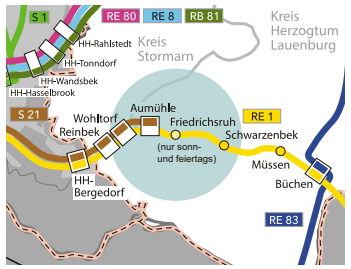 S 1
RE 80
RE 8
RB 81
Kreis
Herzogtum
Lauenburg
HH-Rahlstedt
Kreis
Stormarn
HH-Tonndorf
HH-Wandsbek
HH-Hasselbrook
Aumühle
S 21
Wohltorf
Friedrichsruh
RE 1
Reinbek
(nur sonn-
und feiertags)
Schwarzenbek
Müssen
HH-
Bergedorf
Büchen
RE 83